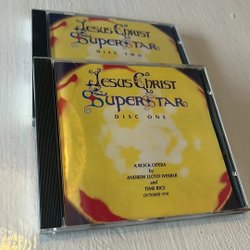 Jesus Christ
SuperStar
DISC TWO
Jesus Christ
SuperStar
DISC ONE
A ROCK OPERA
by
ANDREW LLOYD WEBBER
and
TIME RICE
OCTOBER 1970